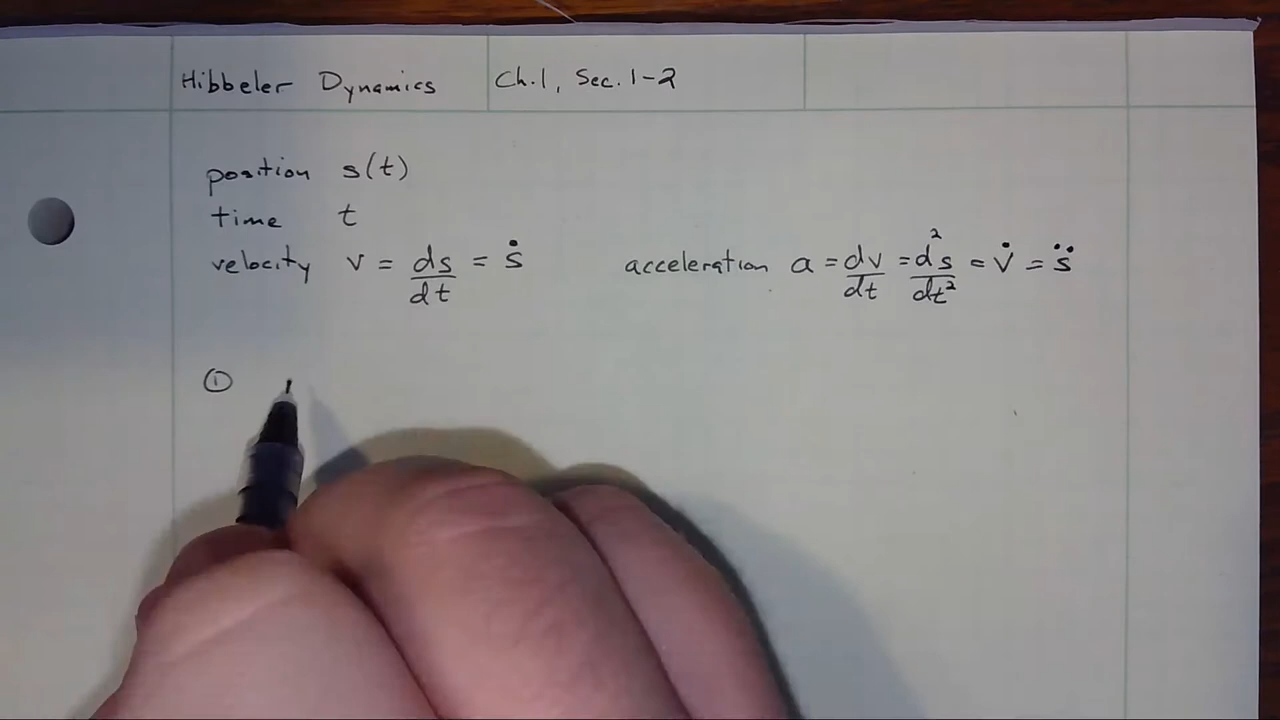 Hibbeler Dynamics Ch.1, Sec. 1-2
position s(t)
time t
velocity v = ds/dt = ṡ acceleration a = dv/dt = d²s/dt² = v̇ = s̈
①